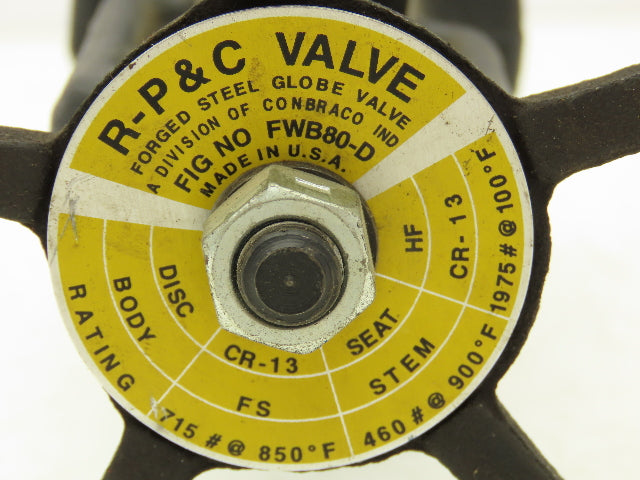 R-P&C VALVE
FORGED STEEL GLOBE VALVE
A DIVISION OF CONBRACO IND
FIG NO FWB80-D
MADE IN U.S.A.
DISC CR-13 SEAT HF
BODY FS STEM CR-13
RATING 715#@850°F 460#@900°F 1975#@100°F